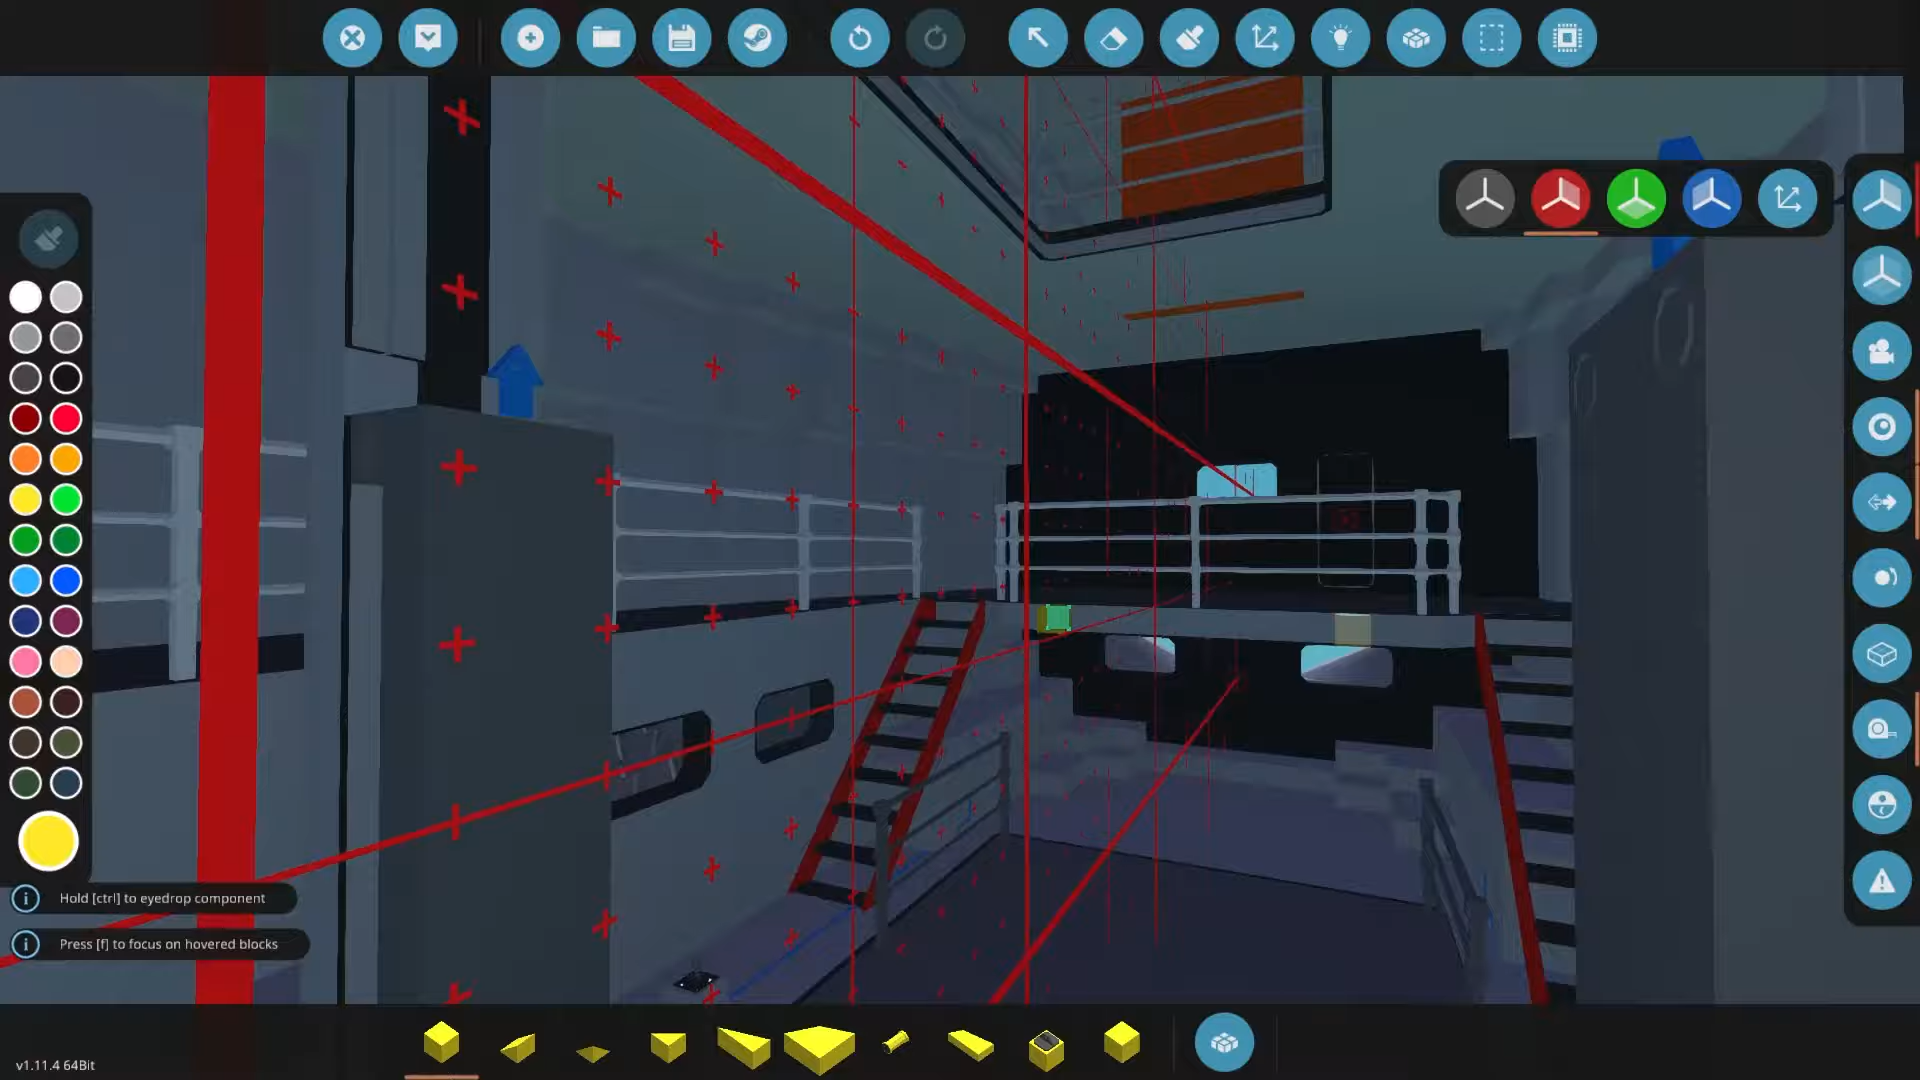 Hold [ctrl] to eyedrop component
Press [f] to focus on hovered blocks
v1.11.4 64Bit